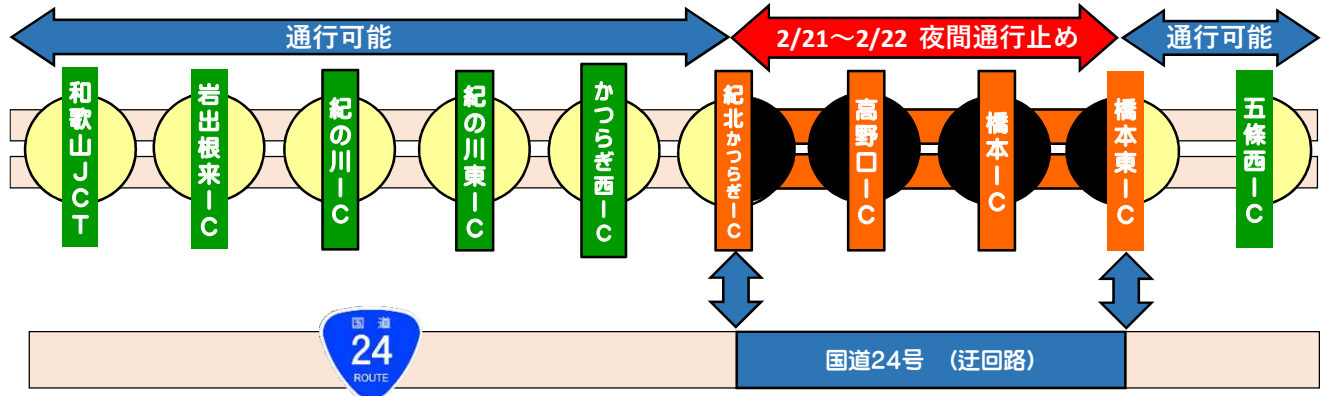 通行可能
2/21～2/22 夜間通行止め
通行可能
和歌山JCT
岩出根来IC
紀の川IC
紀の川東IC
かつらぎ西IC
紀北かつらぎIC
高野口IC
橋本IC
橋本東IC
五條西IC
国道
24
ROUTE
国道24号 (迂回路)